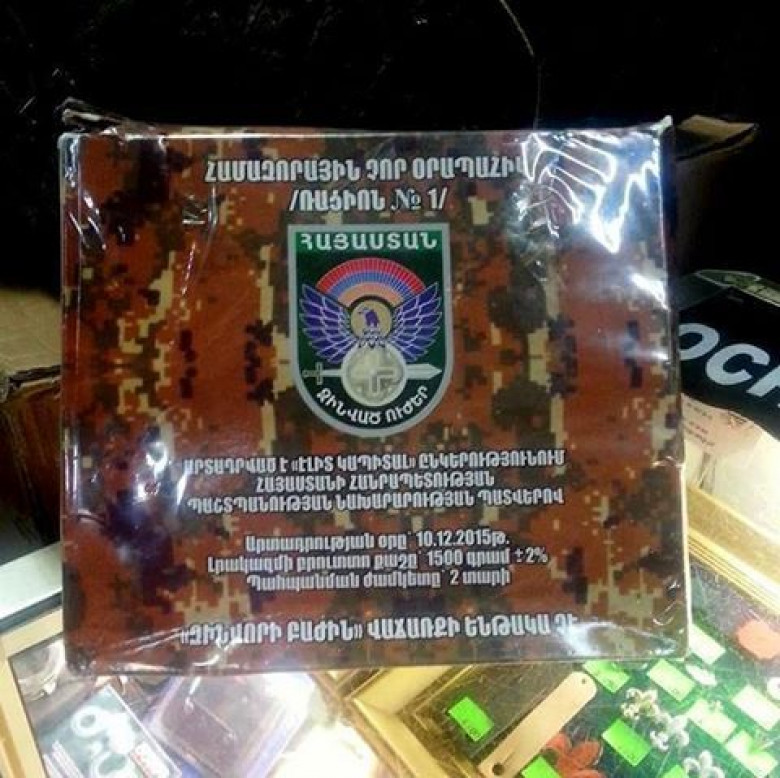 ՀԱՄԱԶՈՐԱՅԻՆ ՉՈՐ ՕՐԱՊԱՀԻ
/ՌԱՑԻՈՆ № 1/
ՀԱՅԱՍՏԱՆ
ԶԻՆՎԱԾ ՈՒԺԵՐ
ԱՐՏԱԴՐՎԱԾ Է «ԷԼԻՏ ԿԱՊԻՏԱԼ» ԸՆԿԵՐՈՒԹՅՈՒՆՈՒՄ
ՀԱՅԱՍՏԱՆԻ ՀԱՆՐԱՊԵՏՈՒԹՅԱՆ
ՊԱՇՏՊԱՆՈՒԹՅԱՆ ՆԱԽԱՐԱՐՈՒԹՅԱՆ ՊԱՏՎԵՐՈՎ
Արտադրության օրը՝ 10.12.2015թ.
Լրակազմի բրուտտո քաշը՝ 1500 գրամ ±2%
Պահպանման ժամկետը՝ 2 տարի
«ԶԻՆՎՈՐԻ ԲԱԺԻՆ» ՎԱՃԱՌՔԻ ԵՆԹԱԿԱ ՉԷ